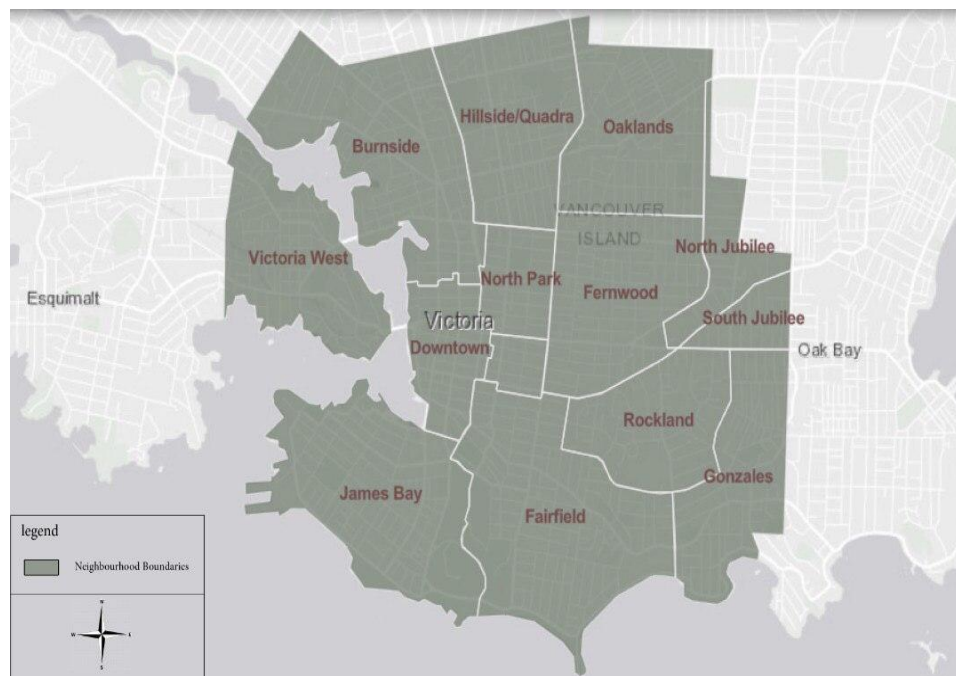 Hillside/Quadra
Oaklands
Burnside
VANCOUVER
ISLAND
North Jubilee
Victoria West
North Park
Fernwood
Esquimalt
Victoria
South Jubilee
Downtown
Oak Bay
Rockland
Gonzales
James Bay
Fairfield
legend
Neighbourhood Boundaries
W
E
S